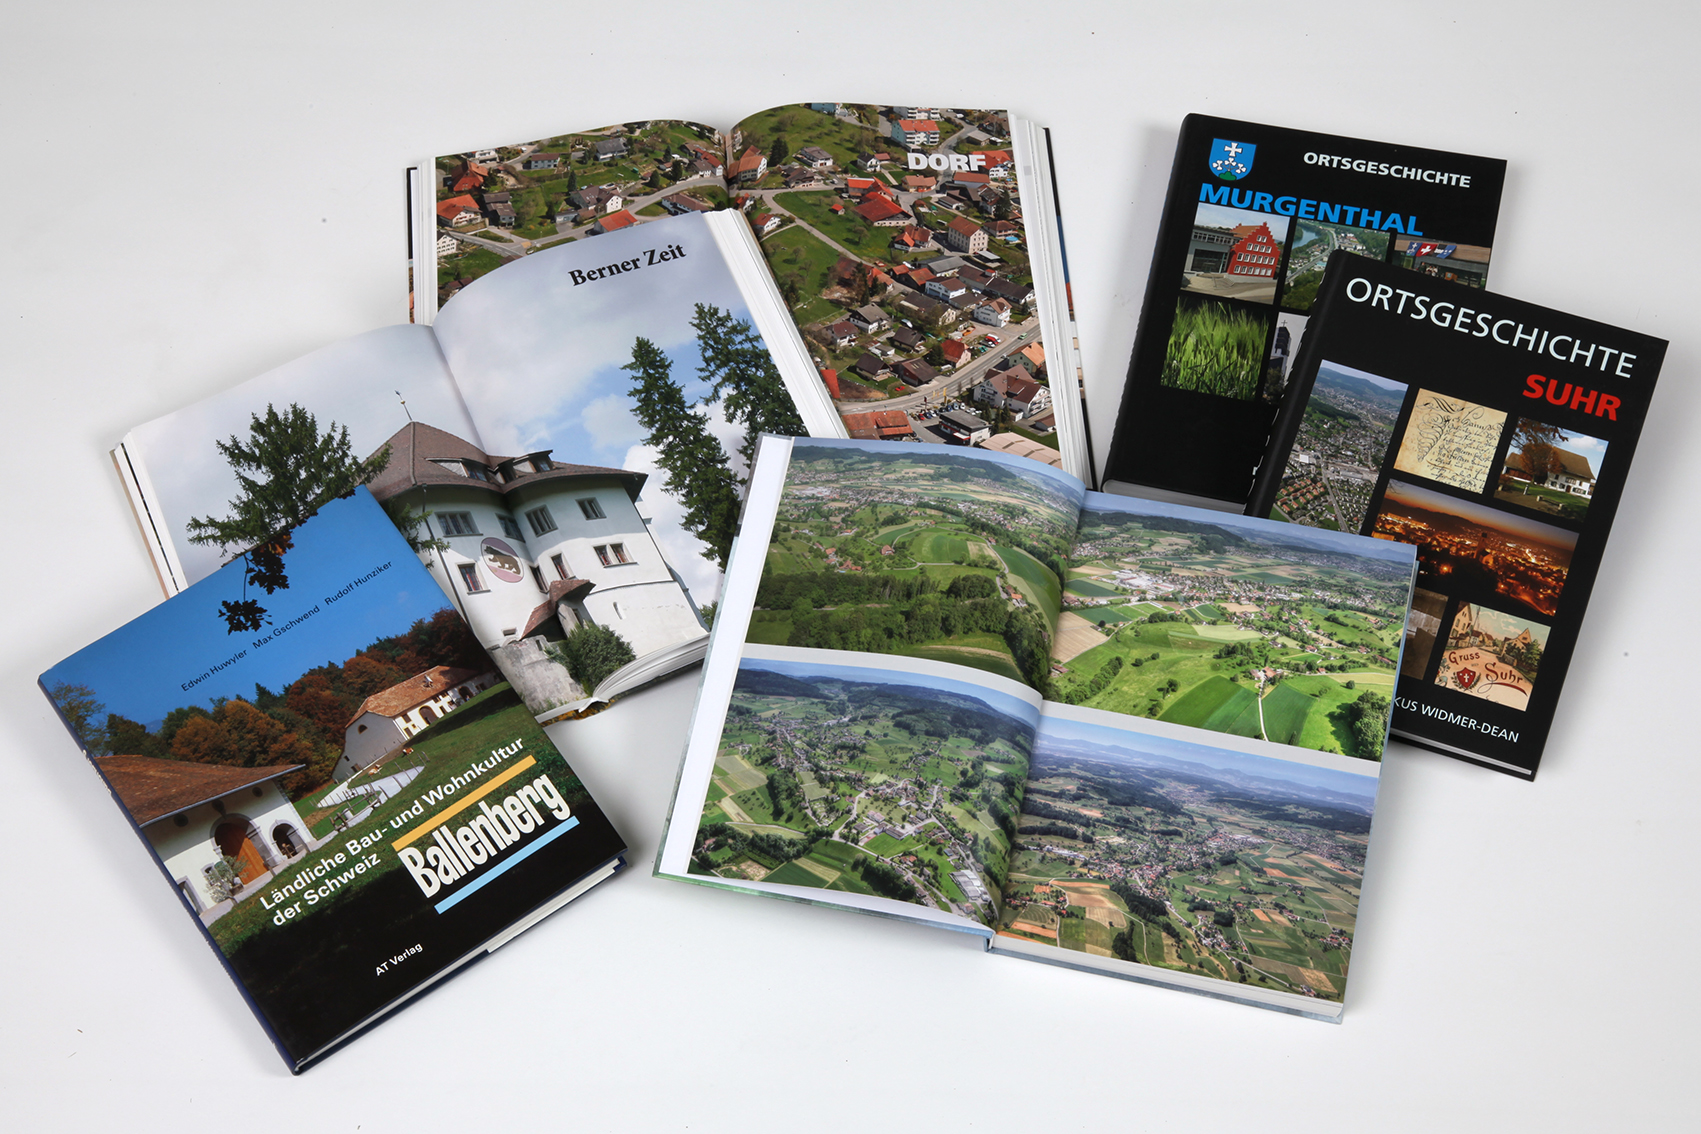 DORF
Berner Zeit
ORTSGESCHICHTE
MURGENTHAL
ORTSGESCHICHTE
SUHR
Gruss
Suhr
KUS WIDMER-DEAN
Edwin Huwyler Max Gschwend Rudolf Hunziker
Ländliche Bau- und Wohnkultur
der Schweiz
Ballenberg
AT Verlag